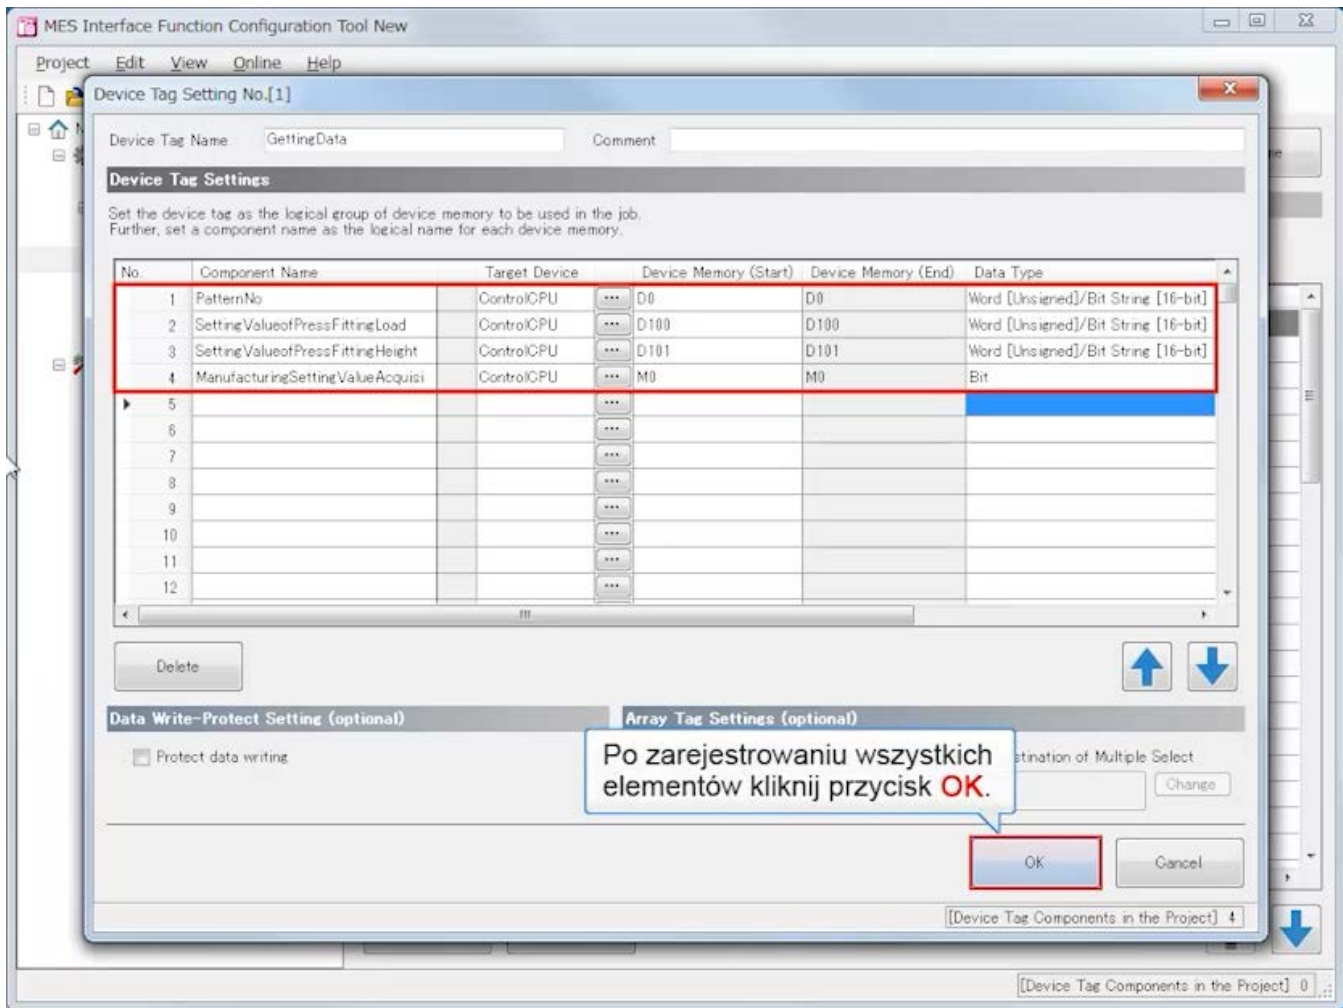 MES Interface Function Configuration Tool New
Project Edit View Online Help
Device Tag Setting No.[1]
Device Tag Name GettingData Comment
Device Tag Settings
Set the device tag as the logical group of device memory to be used in the job.
Further, set a component name as the logical name for each device memory.
No. Component Name Target Device Device Memory (Start) Device Memory (End) Data Type
1 PatternNo ControlCPU ... D0 D0 Word [Unsigned]/Bit String [16-bit]
2 SettingValueofPressFittingLoad ControlCPU ... D100 D100 Word [Unsigned]/Bit String [16-bit]
3 SettingValueofPressFittingHeight ControlCPU ... D101 D101 Word [Unsigned]/Bit String [16-bit]
4 ManufacturingSettingValueAcquisi ControlCPU ... M0 M0 Bit
5 ...
6 ...
7 ...
8 ...
9 ...
10 ...
11 ...
12 ...
Delete
Data Write-Protect Setting (optional) Array Tag Settings (optional)
Protect data writing
Po zarejestrowaniu wszystkich
elementów kliknij przycisk OK.
of Multiple Select
Change
OK Cancel
[Device Tag Components in the Project] 4
[Device Tag Components in the Project] 0